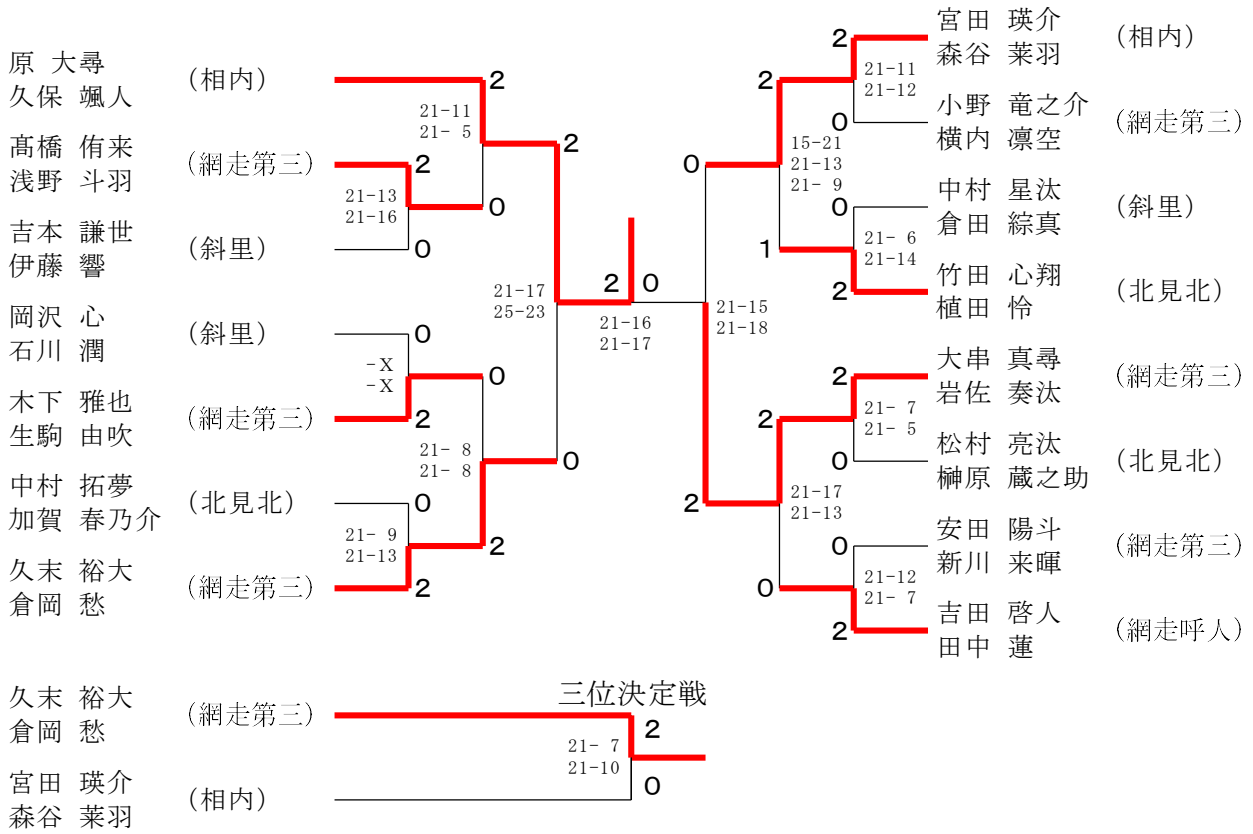 原 大尋
久保 颯人
(相内)
2
21-11
21- 5
髙橋 侑来
浅野 斗羽
(網走第三)
2
2
0
21-13
21-16
吉本 謙世
伊藤 響
(斜里)
0
21-17
25-23
岡沢 心
石川 潤
(斜里)
0
-X
-X
0
木下 雅也
生駒 由吹
(網走第三)
2
21- 8
21- 8
0
中村 拓夢
加賀 春乃介
(北見北)
0
21- 9
21-13
2
久末 裕大
倉岡 愁
(網走第三)
2
2 0
21-16
21-17
宮田 瑛介
森谷 莱羽
(相内)
2
21-11
21-12
2
小野 竜之介
横内 凛空
(網走第三)
0
15-21
21-13
21- 9
0
中村 星汰
倉田 綜真
(斜里)
0
21- 6
21-14
1
竹田 心翔
植田 怜
(北見北)
2
21-15
21-18
大串 真尋
岩佐 奏汰
(網走第三)
2
21- 7
21- 5
2
松村 亮汰
榊原 蔵之助
(北見北)
0
2
21-17
21-13
安田 陽斗
新川 来暉
(網走第三)
0
21-12
21- 7
0
吉田 啓人
田中 蓮
(網走呼人)
2
三位決定戦
久末 裕大
倉岡 愁
(網走第三)
2
21- 7
21-10
0
宮田 瑛介
森谷 莱羽
(相内)